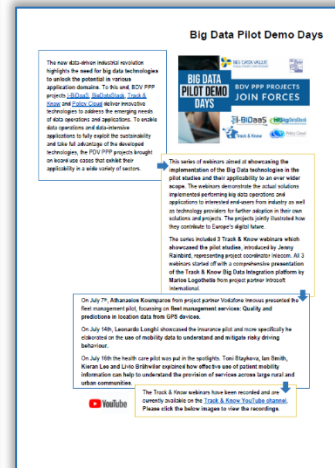 Big Data Pilot Demo Days
The new data-driven industrial revolution
highlights the need for big data technologies
to unlock the potential in various
application domains. To this end, BDV PPP
projects I-BiDaaS, BigDataStack, Track &
Know and Policy Cloud deliver innovative
technologies to address the emerging needs
of data operations and applications. To enable
data operations and data-intensive
applications to fully exploit the sustainability
and take full advantage of the developed
technologies, the PDV PPP projects brought
on board use cases that exhibit their
applicability in a wide variety of sectors.
BIG DATA VALUE
BIG DATA
PILOT DEMO
DAYS
BDV PPP PROJECTS
JOIN FORCES
I-BiDaaS
BigDataStack
Track & Know
Policy Cloud
This series of webinars aimed at showcasing the
implementation of the Big Data technologies in the
pilot studies and their applicability to an ever wider
scope. The webinars demonstrate the actual solutions
implemented performing big data operations and
applications to interested end-users from industry as well
as technology providers for further adoption in their own
solutions and projects. The projects jointly illustrated how
they contribute to Europe's digital future.
The series included 3 Track & Know webinars which
showcased the pilot studies, introduced by Jenny
Rainbird, representing project coordinator Inlecom. All 3
webinars started off with a comprehensive presentation
of the Track & Know Big Data Integration platform by
Marios Logothetis from project partner Intrasoft
International.
On July 7th, Athanasios Koumparos from project partner Vodafone Innovus presented the
fleet management pilot, focussing on fleet management services: Quality and
predictions in location data from GPS devices.
On July 14th, Leonardo Longhi showcased the insurance pilot and more specifically he
elaborated on the use of mobility data to understand and mitigate risky driving
behaviour.
On July 16th the health care pilot was put in the spotlights. Toni Staykova, Ian Smith,
Kieran Lee and Livio Brühwiler explained how effective use of patient mobility
information can help to understand the provision of services across large rural and
urban communities.
The Track & Know webinars have been recorded and are
currently available on the Track & Know YouTube channel.
Please click the below images to view the recordings.
YouTube